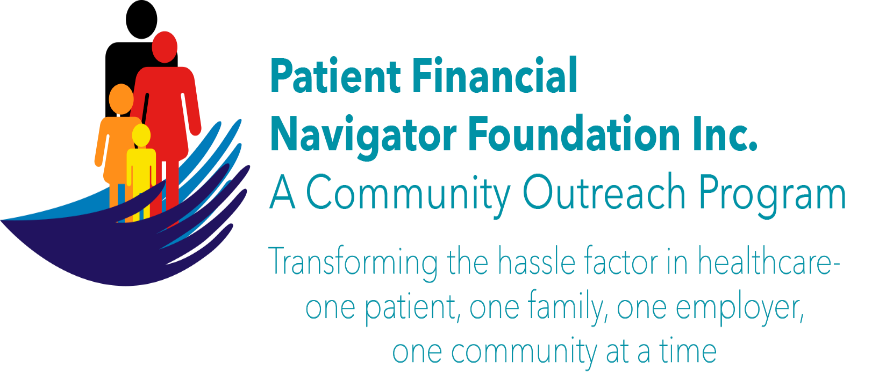 Patient Financial
Navigator Foundation Inc.
A Community Outreach Program
Transforming the hassle factor in healthcare-
one patient, one family, one employer,
one community at a time